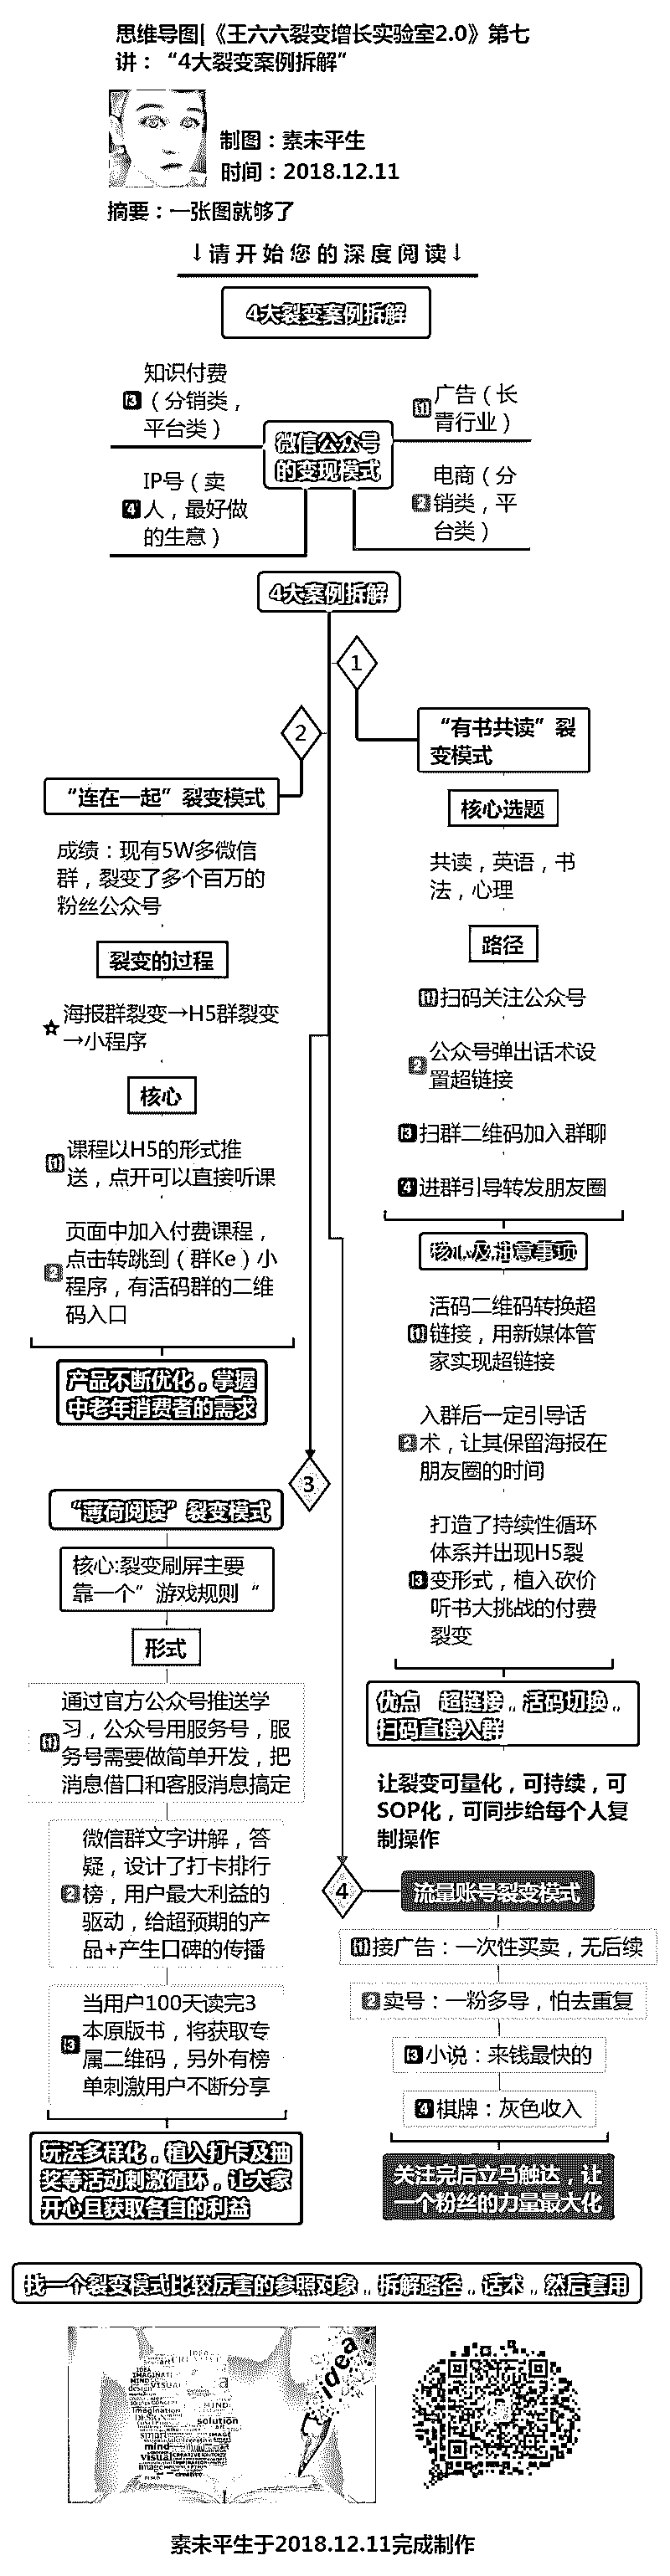 思维导图|《王六六裂变增长实验室2.0》第七
讲：“4大裂变案例拆解”
制图：素未平生
时间：2018.12.11
摘要：一张图就够了
↓请开始您的深度阅读↓
4大裂变案例拆解
微信公众号
的变现模式
1 广告（长
青行业）
2 电商（分
销类，平
台类）
3 知识付费
（分销类，
平台类）
4 IP号（卖
人，最好做
的生意）
4大案例拆解
1
“有书共读”裂
变模式
核心选题
共读，英语，书
法，心理
路径
1 扫码关注公众号
2 公众号弹出话术设
置超链接
3 扫群二维码加入群聊
4 进群引导转发朋友圈
核心及注意事项
1 活码二维码转换超
链接，用新媒体管
家实现超链接
2 入群后一定引导话
术，让其保留海报在
朋友圈的时间
3 打造了持续性循环
体系并出现H5裂
变形式，植入砍价
听书大挑战的付费
裂变
优点 超链接，活码切换，
扫码直接入群
让裂变可量化，可持续，可
SOP化，可同步给每个人复
制操作
2
“连在一起”裂变模式
成绩：现有5W多微信
群，裂变了多个百万的
粉丝公众号
裂变的过程
海报群裂变→H5群裂变
→小程序
核心
1 课程以H5的形式推
送，点开可以直接听课
2 页面中加入付费课程，
点击转跳到（群Ke）小
程序，有活码群的二维
码入口
产品不断优化，掌握
中老年消费者的需求
3
“薄荷阅读”裂变模式
核心:裂变刷屏主要
靠一个”游戏规则“
形式
1 通过官方公众号推送学
习，公众号用服务号，服
务号需要做简单开发，把
消息借口和客服消息搞定
2 微信群文字讲解，答
疑，设计了打卡排行
榜，用户最大利益的
驱动，给超预期的产
品+产生口碑的传播
3 当用户100天读完3
本原版书，将获取专
属二维码，另外有榜
单刺激用户不断分享
玩法多样化，植入打卡及抽
奖等活动刺激循环，让大家
开心且获取各自的利益
4
流量账号裂变模式
1 接广告：一次性买卖，无后续
2 卖号：一粉多导，怕去重复
3 小说：来钱最快的
4 棋牌：灰色收入
关注完后立马触达，让
一个粉丝的力量最大化
找一个裂变模式比较厉害的参照对象，拆解路径，话术，然后套用
idea
solution
mind
visual
image
素未平生于2018.12.11完成制作